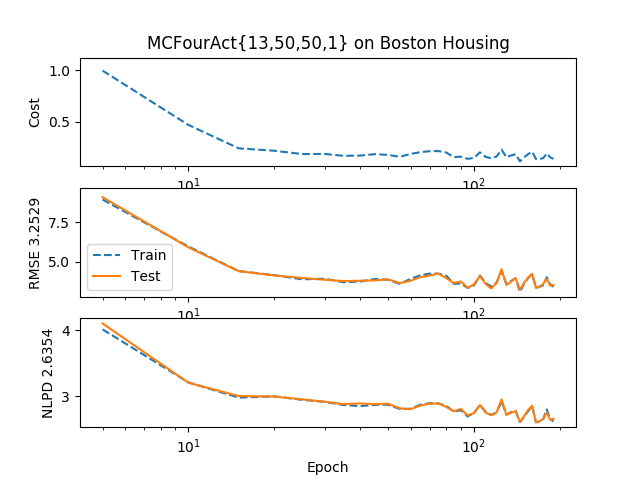 MCFourAct{13,50,50,1} on Boston Housing
1.0
0.5
Cost
10¹ 10²
7.5
5.0
RMSE 3.2529
Train
Test
10¹ 10²
4
3
NLPD 2.6354
10¹ 10²
Epoch